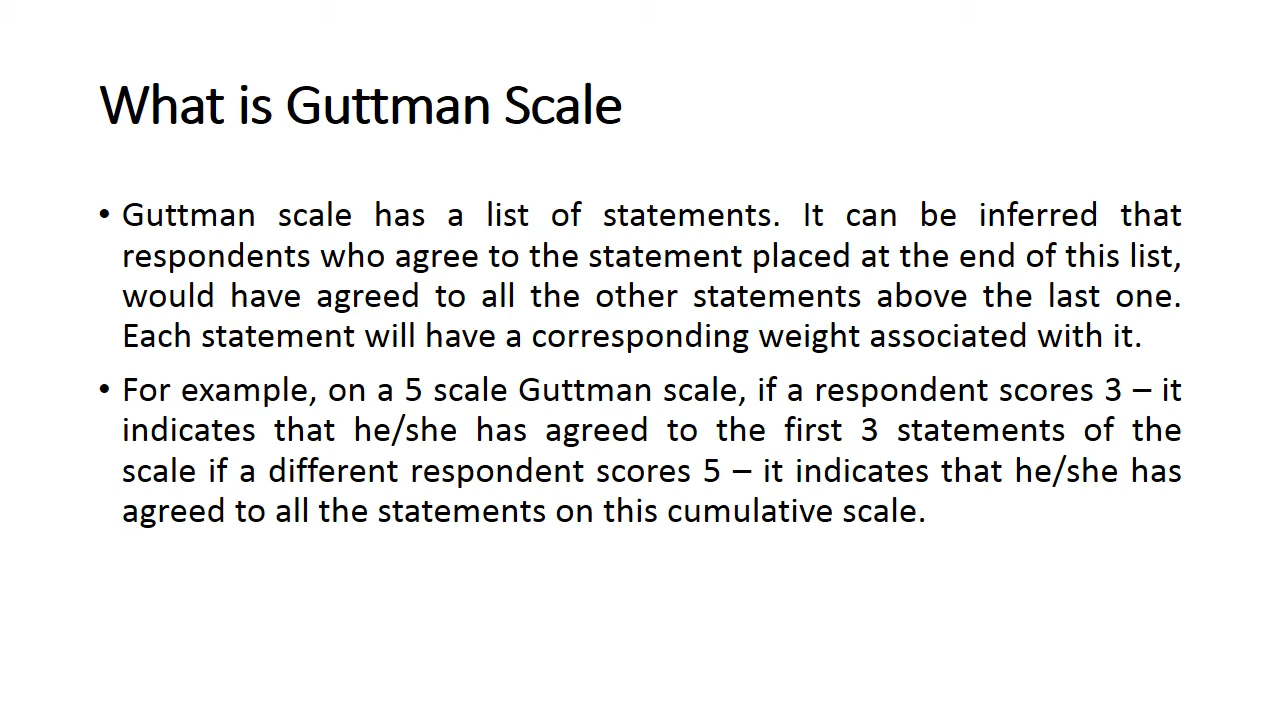 What is Guttman Scale
• Guttman scale has a list of statements. It can be inferred that
respondents who agree to the statement placed at the end of this list,
would have agreed to all the other statements above the last one.
Each statement will have a corresponding weight associated with it.
• For example, on a 5 scale Guttman scale, if a respondent scores 3 – it
indicates that he/she has agreed to the first 3 statements of the
scale if a different respondent scores 5 – it indicates that he/she has
agreed to all the statements on this cumulative scale.